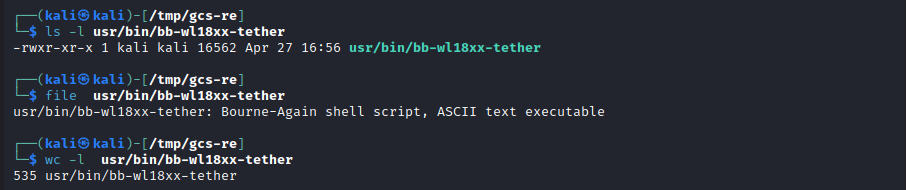 ┌──(kali㉿kali)-[/tmp/gcs-re]
└─$ ls -l usr/bin/bb-wl18xx-tether
-rwxr-xr-x 1 kali kali 16562 Apr 27 16:56 usr/bin/bb-wl18xx-tether
┌──(kali㉿kali)-[/tmp/gcs-re]
└─$ file  usr/bin/bb-wl18xx-tether
usr/bin/bb-wl18xx-tether: Bourne-Again shell script, ASCII text executable
┌──(kali㉿kali)-[/tmp/gcs-re]
└─$ wc -l  usr/bin/bb-wl18xx-tether
535 usr/bin/bb-wl18xx-tether